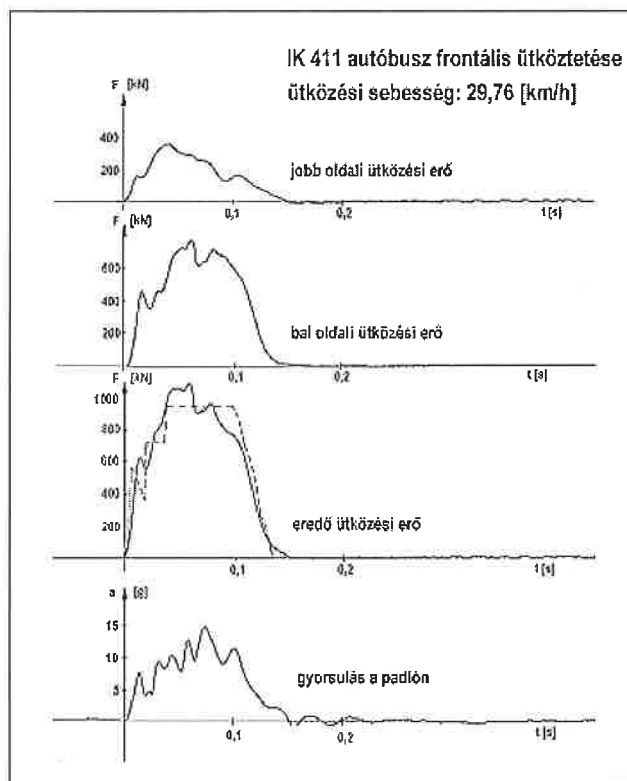 IK 411 autóbusz frontális ütköztetése
ütközési sebesség: 29,76 [km/h]
F [kN]
400
200
jobb oldali ütközési erő
0,1
0,2
t [s]
F [kN]
600
400
200
bal oldali ütközési erő
0,1
0,2
t [s]
F [kN]
1000
800
600
400
200
eredő ütközési erő
0,1
0,2
t [s]
a [g]
15
10
5
gyorsulás a padlón
0,1
0,2
t [s]